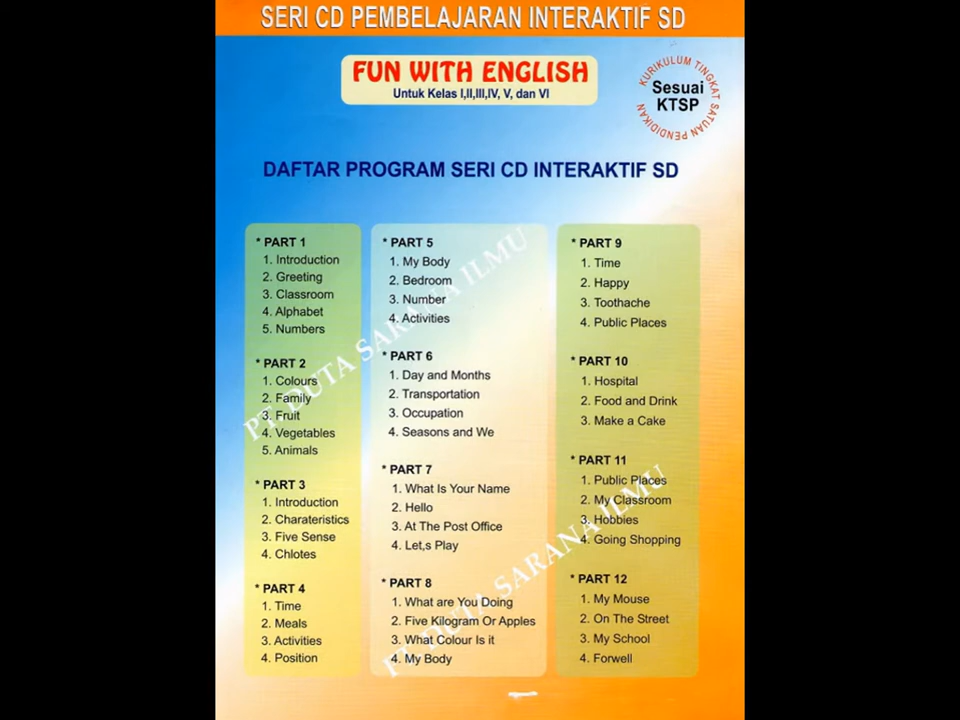 SERI CD PEMBELAJARAN INTERAKTIF SD
FUN WITH ENGLISH
Untuk Kelas I,II,III,IV, V, dan VI
KURIKULUM TINGKAT SATUAN PENDIDIKAN
Sesuai
KTSP
DAFTAR PROGRAM SERI CD INTERAKTIF SD
* PART 1
1. Introduction
2. Greeting
3. Classroom
4. Alphabet
5. Numbers
* PART 2
1. Colours
2. Family
3. Fruit
4. Vegetables
5. Animals
* PART 3
1. Introduction
2. Charateristics
3. Five Sense
4. Chlotes
* PART 4
1. Time
2. Meals
3. Activities
4. Position
* PART 5
1. My Body
2. Bedroom
3. Number
4. Activities
* PART 6
1. Day and Months
2. Transportation
3. Occupation
4. Seasons and We
* PART 7
1. What Is Your Name
2. Hello
3. At The Post Office
4. Let,s Play
* PART 8
1. What are You Doing
2. Five Kilogram Or Apples
3. What Colour Is it
4. My Body
* PART 9
1. Time
2. Happy
3. Toothache
4. Public Places
* PART 10
1. Hospital
2. Food and Drink
3. Make a Cake
* PART 11
1. Public Places
2. My Classroom
3. Hobbies
4. Going Shopping
* PART 12
1. My Mouse
2. On The Street
3. My School
4. Forwell
PT. DUTA SARANA ILMU
PT. DUTA SARANA ILMU